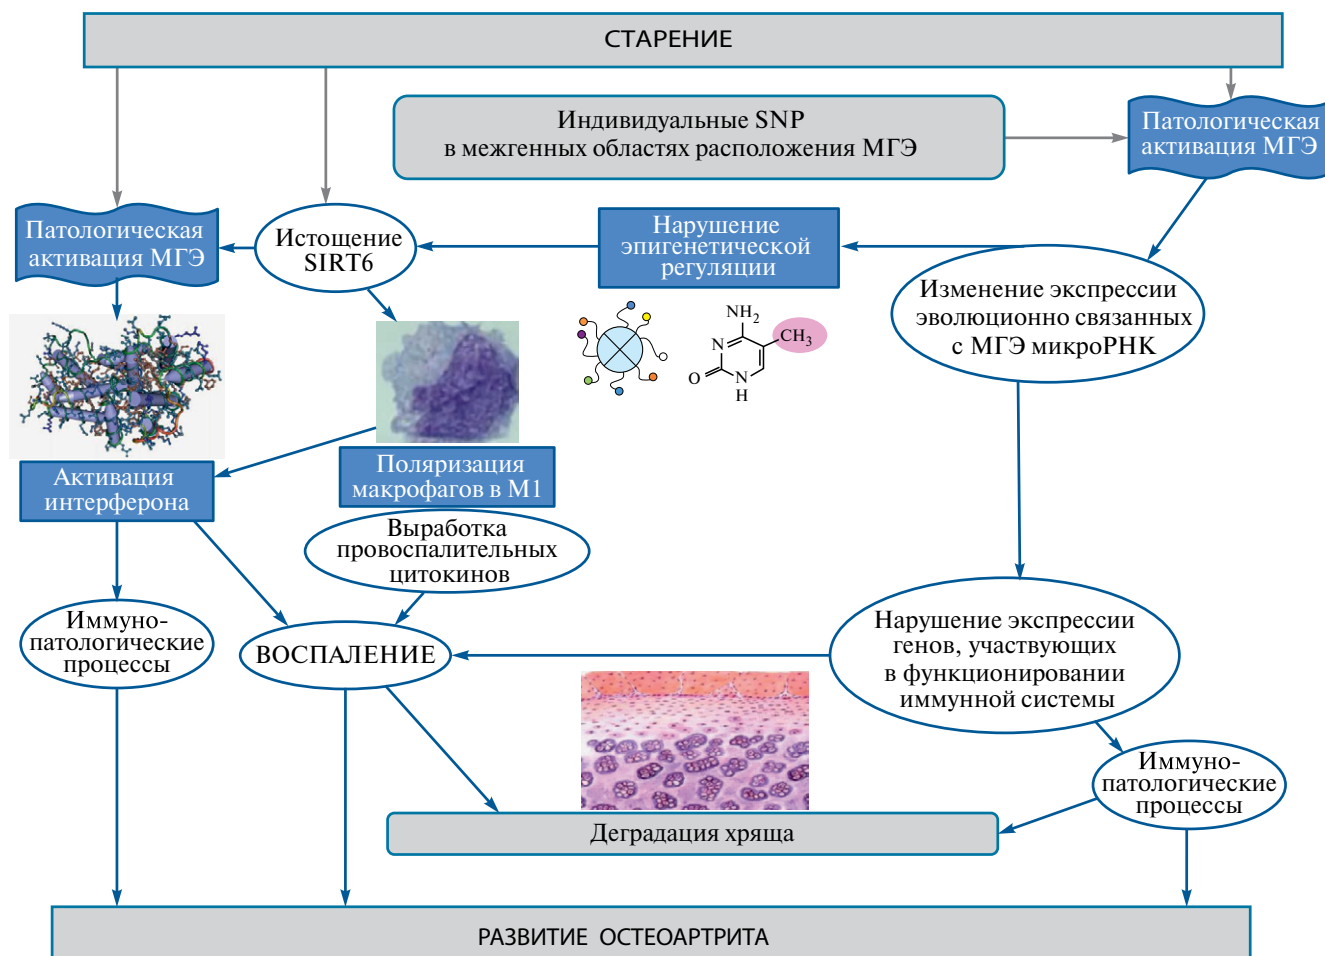 СТАРЕНИЕ
Индивидуальные SNP
в межгенных областях расположения МГЭ
Патологическая
активация МГЭ
Патологическая
активация МГЭ
Истощение
SIRT6
Нарушение
эпигенетической
регуляции
Изменение экспрессии
эволюционно связанных
с МГЭ микроРНК
NH2
CH3
N
O
N
H
Активация
интерферона
Поляризация
макрофагов в М1
Выработка
провоспалительных
цитокинов
Иммуно-
патологические
процессы
ВОСПАЛЕНИЕ
Нарушение экспрессии
генов, участвующих
в функционировании
иммунной системы
Иммуно-
патологические
процессы
Деградация хряща
РАЗВИТИЕ ОСТЕОАРТРИТА